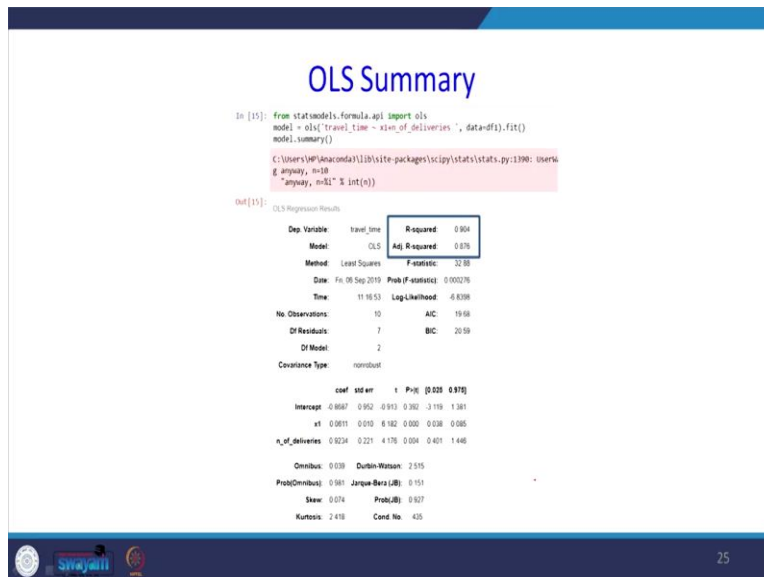 OLS Summary
In [15]: from statsmodels.formula.api import ols
model = ols('travel_time ~ x1+n_of_deliveries ', data=df1).fit()
model.summary()
C:\Users\HP\Anaconda3\lib\site-packages\scipy\stats\stats.py:1390: UserWa
g anyway, n=10
"anyway, n=%i" % int(n))
Out[15]:
OLS Regression Results
Dep. Variable: travel_time R-squared: 0.904
Model: OLS Adj. R-squared: 0.876
Method: Least Squares F-statistic: 32.88
Date: Fri, 06 Sep 2019 Prob (F-statistic): 0.000276
Time: 11:16:53 Log-Likelihood: -6.8398
No. Observations: 10 AIC: 19.68
Df Residuals: 7 BIC: 20.59
Df Model: 2
Covariance Type: nonrobust
coef std err t P>|t| [0.025 0.975]
Intercept -0.8687 0.952 -0.913 0.392 -3.119 1.381
x1 0.0611 0.010 6.182 0.000 0.038 0.085
n_of_deliveries 0.9234 0.221 4.176 0.004 0.401 1.446
Omnibus: 0.039 Durbin-Watson: 2.515
Prob(Omnibus): 0.981 Jarque-Bera (JB): 0.151
Skew: 0.074 Prob(JB): 0.927
Kurtosis: 2.418 Cond. No. 435
swayam
25